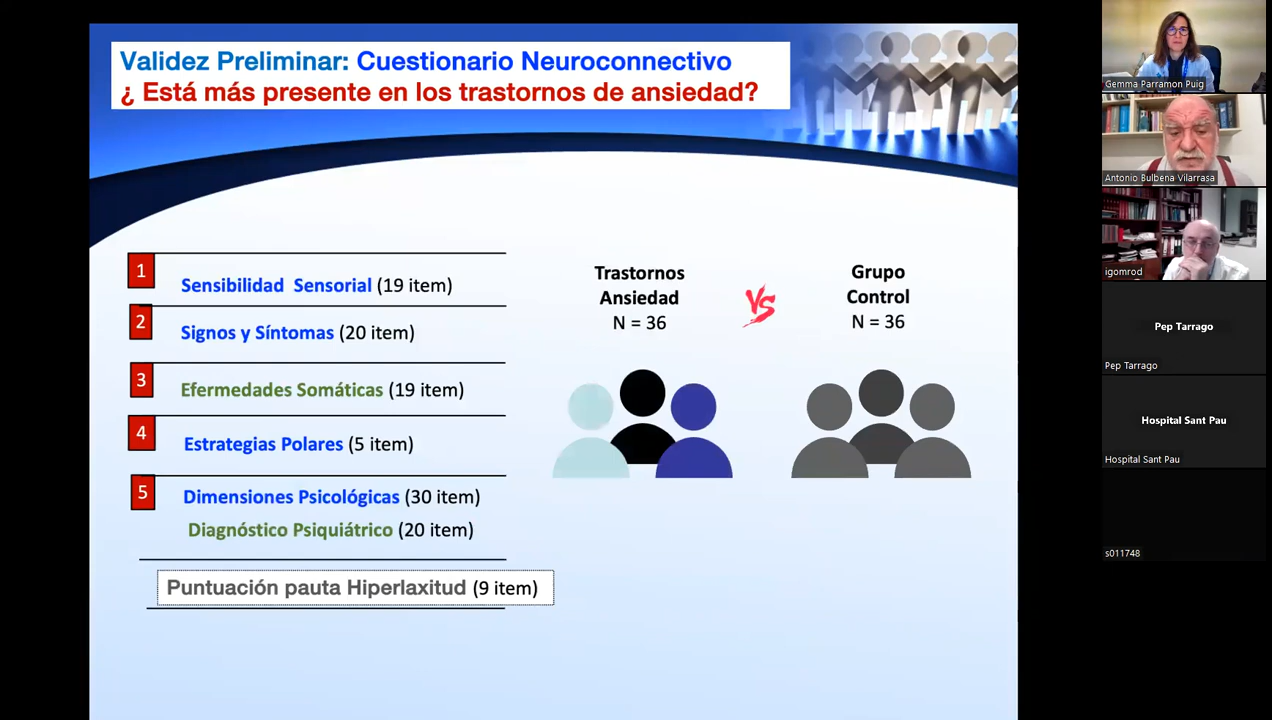 Validez Preliminar: Cuestionario Neuroconnectivo
¿ Está más presente en los trastornos de ansiedad?
1
Sensibilidad Sensorial (19 item)
2
Signos y Síntomas (20 item)
3
Efermedades Somáticas (19 item)
4
Estrategias Polares (5 item)
5
Dimensiones Psicológicas (30 item)
Diagnóstico Psiquiátrico (20 item)
Puntuación pauta Hiperlaxitud (9 item)
Trastornos
Ansiedad
N = 36
VS
Grupo
Control
N = 36
Gemma Parramon Puig
Antonio Bulbena Vilarrasa
igomrod
Pep Tarrago
Pep Tarrago
Hospital Sant Pau
Hospital Sant Pau
s011748